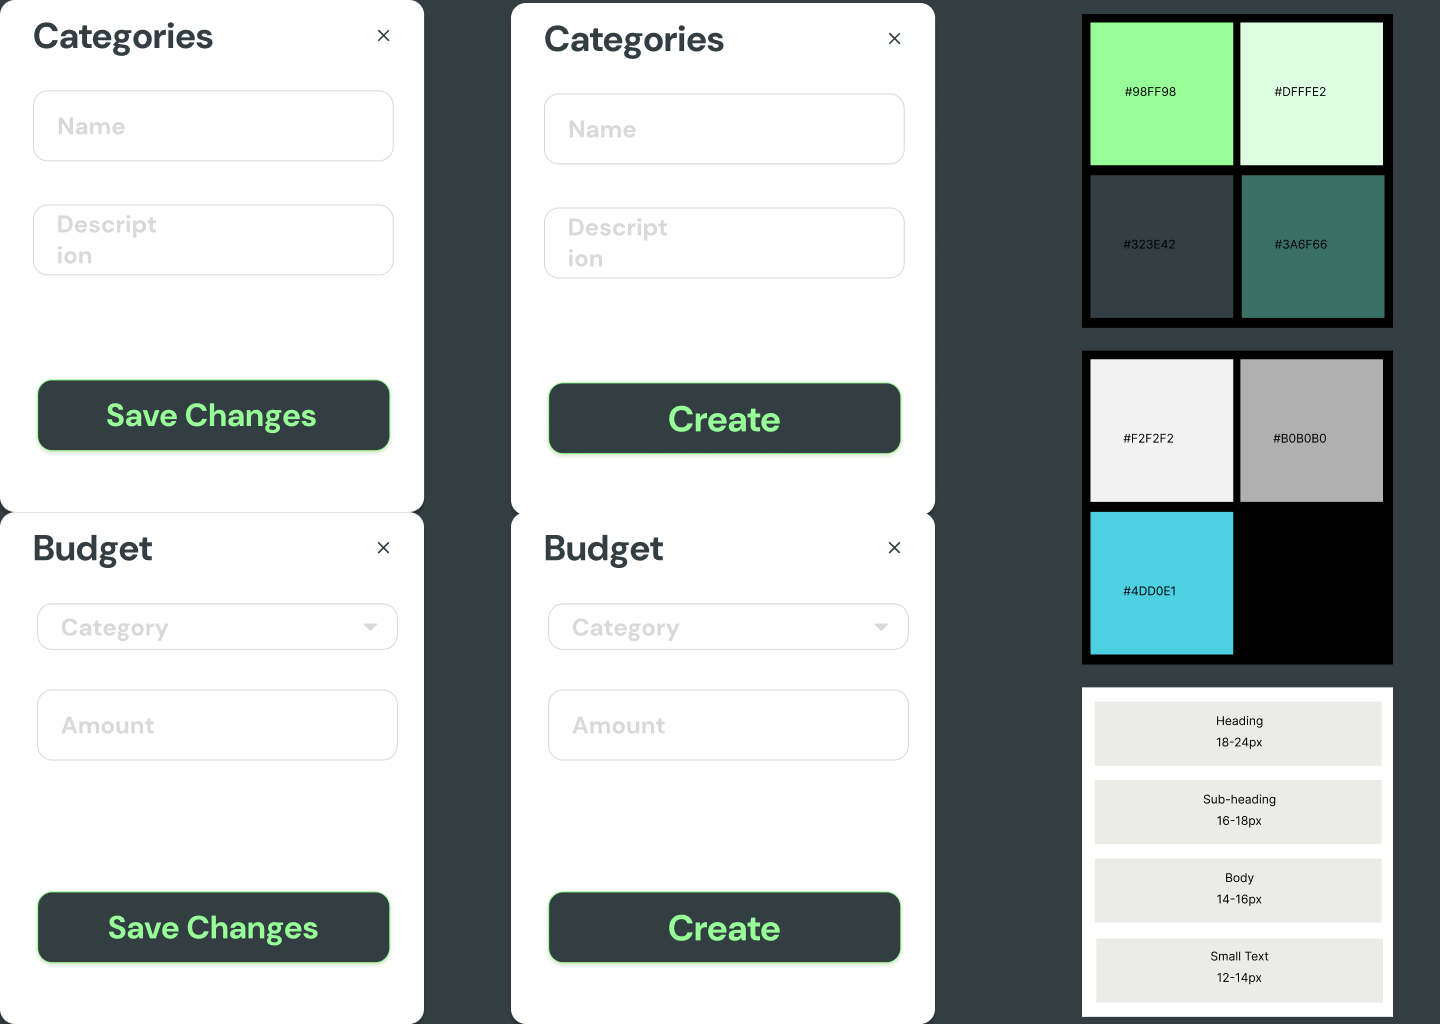 Categories
Name
Descript
ion
Save Changes
Categories
Name
Descript
ion
Create
Budget
Category
Amount
Save Changes
Budget
Category
Amount
Create
#98FF98
#DFFFE2
#323E42
#3A6F66
#F2F2F2
#B0B0B0
#4DD0E1
Heading
18-24px
Sub-heading
16-18px
Body
14-16px
Small Text
12-14px